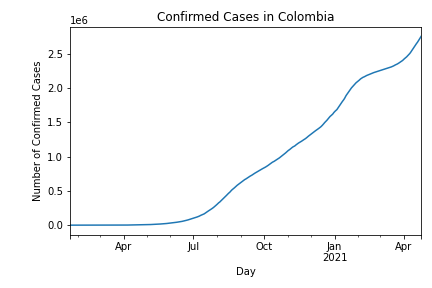 Confirmed Cases in Colombia
1e6
2.5
2.0
1.5
1.0
0.5
0.0
Number of Confirmed Cases
Apr Jul Oct Jan Apr
2021
Day